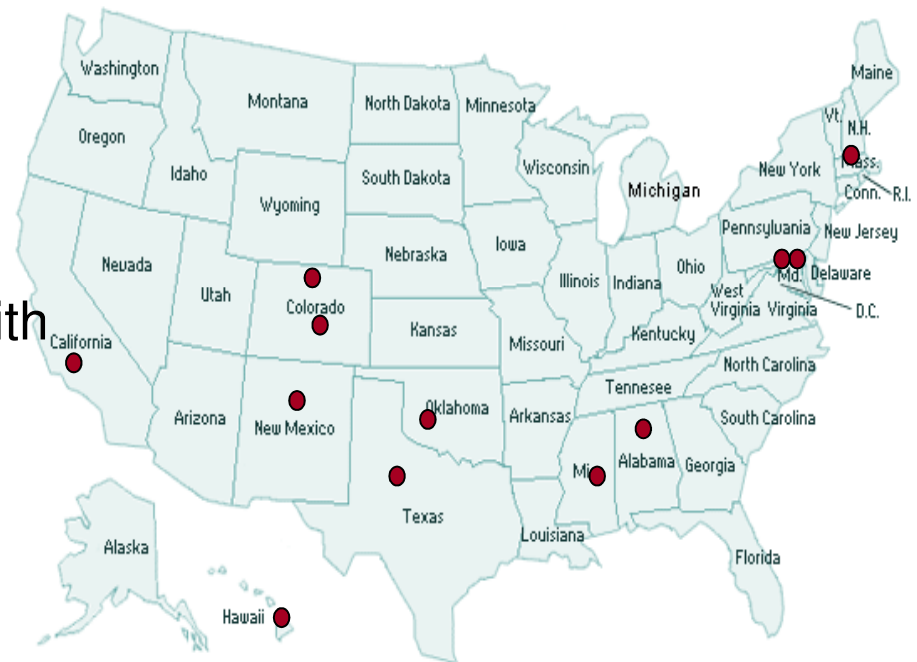 Washington
Montana
North Dakota
Minnesota
Maine
Oregon
Idaho
South Dakota
Wisconsin
Michigan
Vt.
N.H.
Mass.
New York
Conn.
R.I.
Wyoming
Nebraska
Iowa
Pennsylvania
New Jersey
Nevada
Utah
Colorado
Kansas
Illinois
Indiana
Ohio
Md.
Delaware
West
Virginia
Virginia
D.C.
ith
California
Missouri
Kentucky
North Carolina
Arizona
New Mexico
Oklahoma
Arkansas
Tennesee
South Carolina
Texas
Mi
Alabama
Georgia
Louisiana
Florida
Alaska
Hawaii